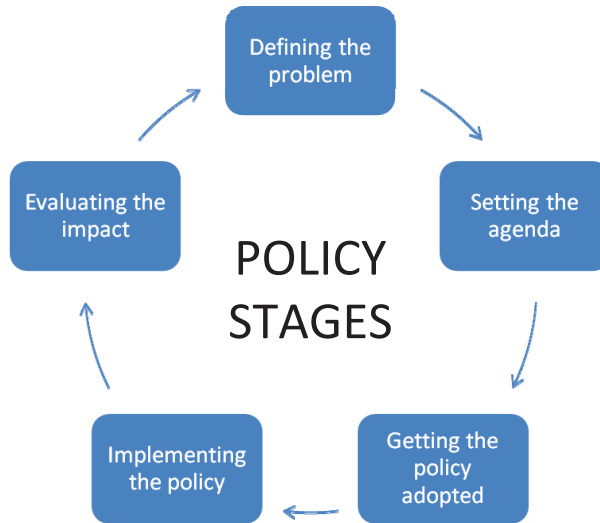 Defining the
problem
Setting the
agenda
Getting the
policy
adopted
Implementing
the policy
Evaluating the
impact
POLICY
STAGES